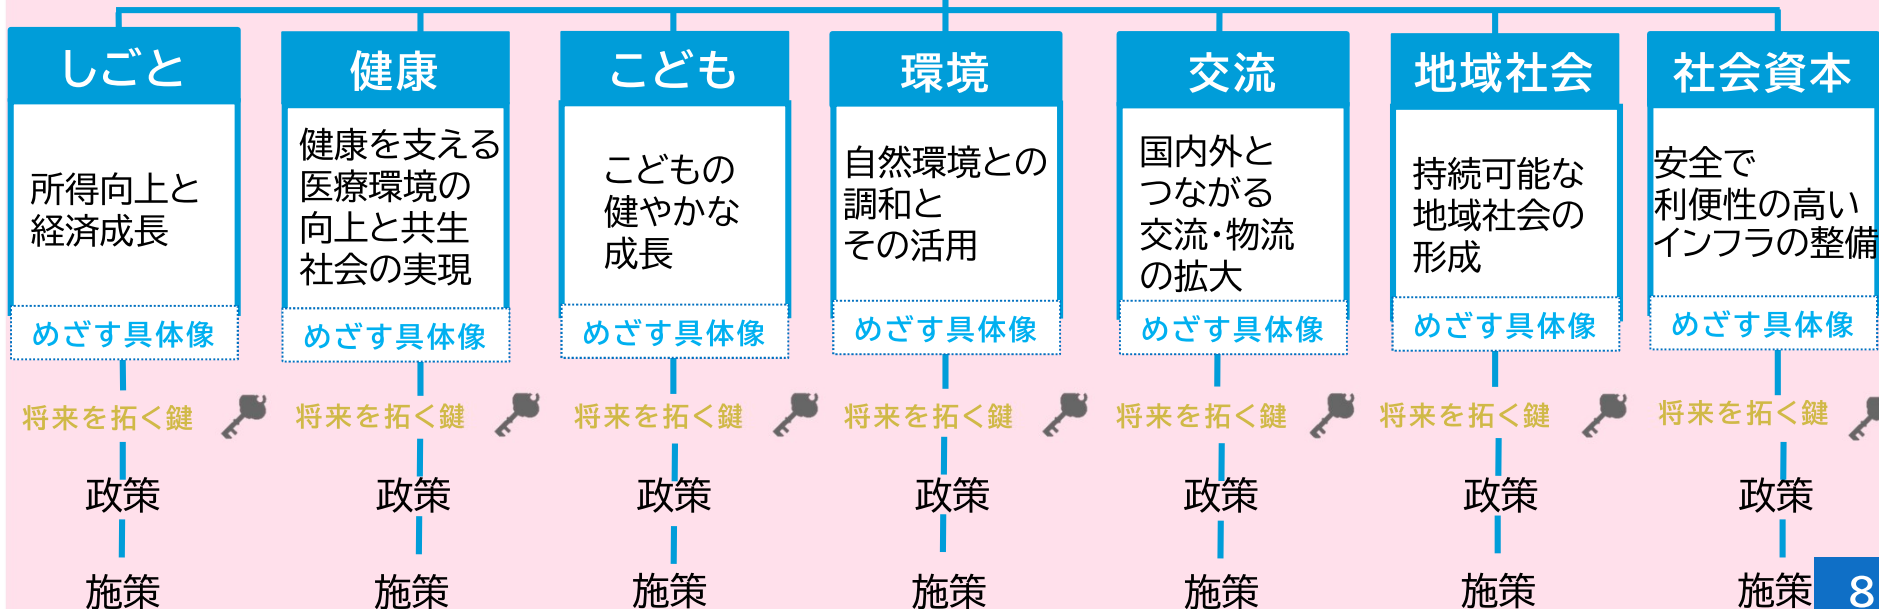 しごと
所得向上と
経済成長
めざす具体像
将来を拓く鍵
政策
施策
健康
健康を支える
医療環境の
向上と共生
社会の実現
めざす具体像
将来を拓く鍵
政策
施策
こども
こどもの
健やかな
成長
めざす具体像
将来を拓く鍵
政策
施策
環境
自然環境との
調和と
その活用
めざす具体像
将来を拓く鍵
政策
施策
交流
国内外と
つながる
交流・物流
の拡大
めざす具体像
将来を拓く鍵
政策
施策
地域社会
持続可能な
地域社会の
形成
めざす具体像
将来を拓く鍵
政策
施策
社会資本
安全で
利便性の高い
インフラの整備
めざす具体像
将来を拓く鍵
政策
施策
8